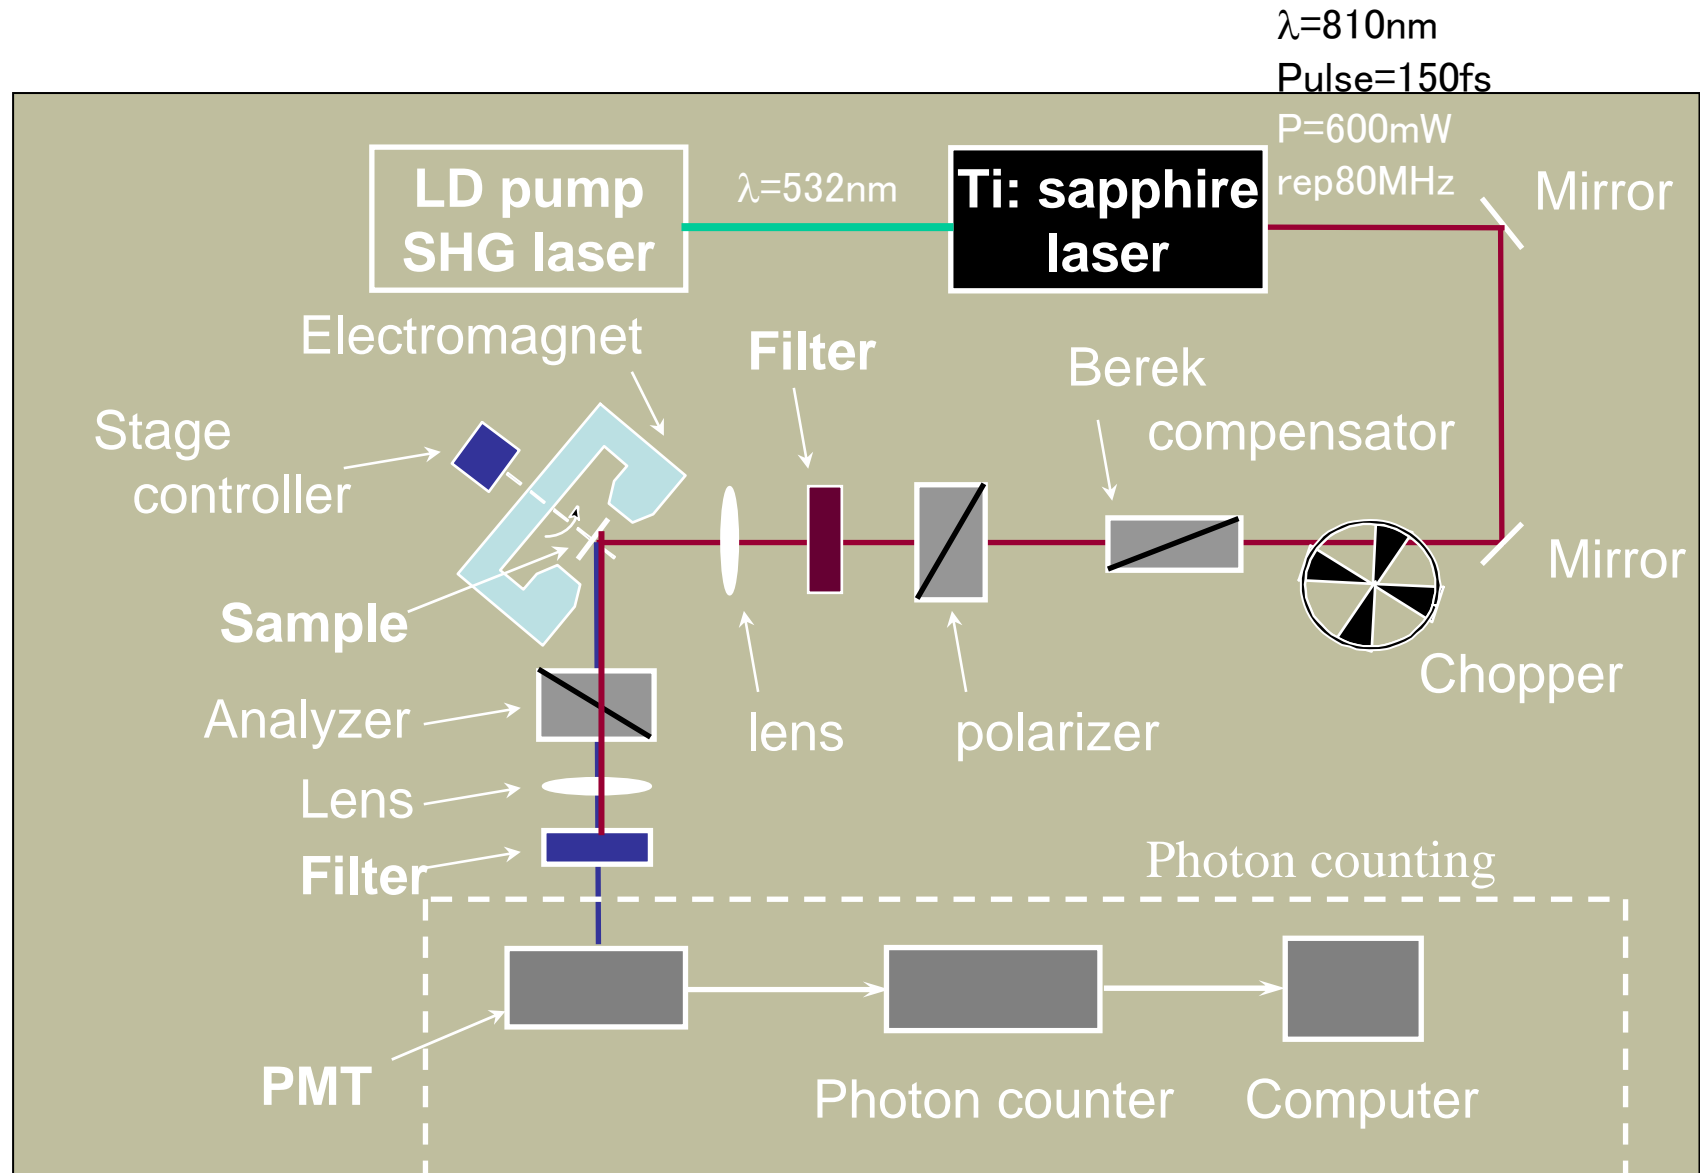 λ=810nm
Pulse=150fs
P=600mW
rep80MHz
LD pump
SHG laser
λ=532nm
Ti: sapphire
laser
Mirror
Electromagnet
Filter
Berek
compensator
Stage
controller
Mirror
Sample
Chopper
Analyzer
lens
polarizer
Lens
Filter
Photon counting
PMT
Photon counter
Computer